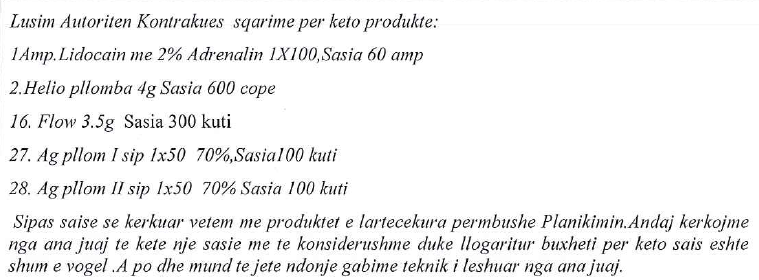 Lusim Autoriten Kontrakues sqarime per keto produkte:
1Amp.Lidocain me 2% Adrenalin 1X100,Sasia 60 amp
2.Helio pllomba 4g Sasia 600 cope
16. Flow 3.5g Sasia 300 kuti
27. Ag pllom I sip 1x50 70%,Sasia100 kuti
28. Ag pllom II sip 1x50 70% Sasia 100 kuti
Sipas saise se kerkuar vetem me produktet e lartecekura permbushe Planikimin.Andaj kerkojme
nga ana juaj te kete nje sasie me te konsiderushme duke llogaritur buxheti per keto sais eshte
shum e vogel .A po dhe mund te jete ndonje gabime teknik i leshuar nga ana juaj.